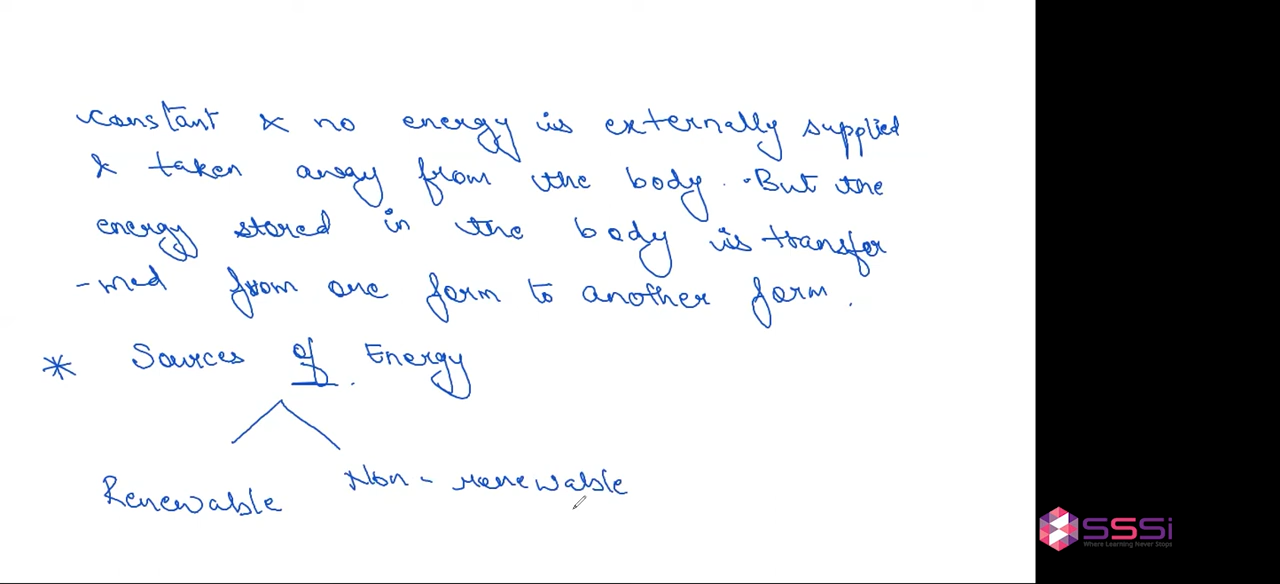 constant & no energy is externally supplied
& taken away from the body. But the
energy stored in the body is transfor
-med from one form to another form.
* Sources of Energy
Renewable Non - renewable
SSSi
Where Learning Never Stops